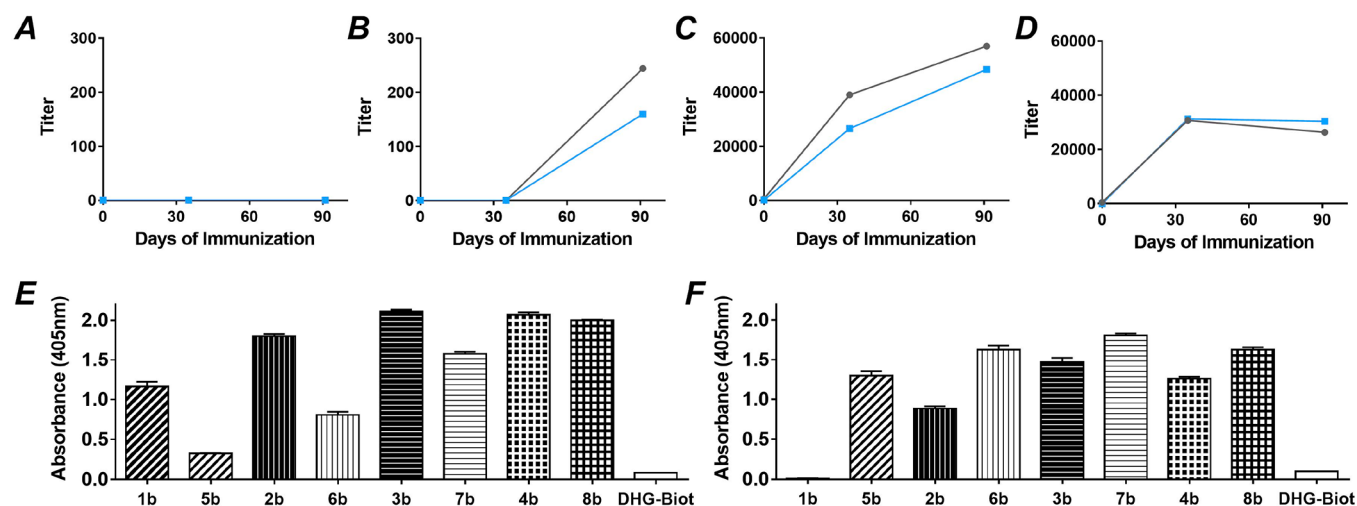 A
B
C
D
300
200
100
0
Titer
0 30 60 90
Days of Immunization
300
200
100
0
Titer
0 30 60 90
Days of Immunization
60000
40000
20000
0
Titer
0 30 60 90
Days of Immunization
60000
40000
20000
0
Titer
0 30 60 90
Days of Immunization
E
Absorbance (405nm)
2.0
1.5
1.0
0.5
0.0
1b 5b 2b 6b 3b 7b 4b 8b DHG-Biot
F
Absorbance (405nm)
2.0
1.5
1.0
0.5
0.0
1b 5b 2b 6b 3b 7b 4b 8b DHG-Biot